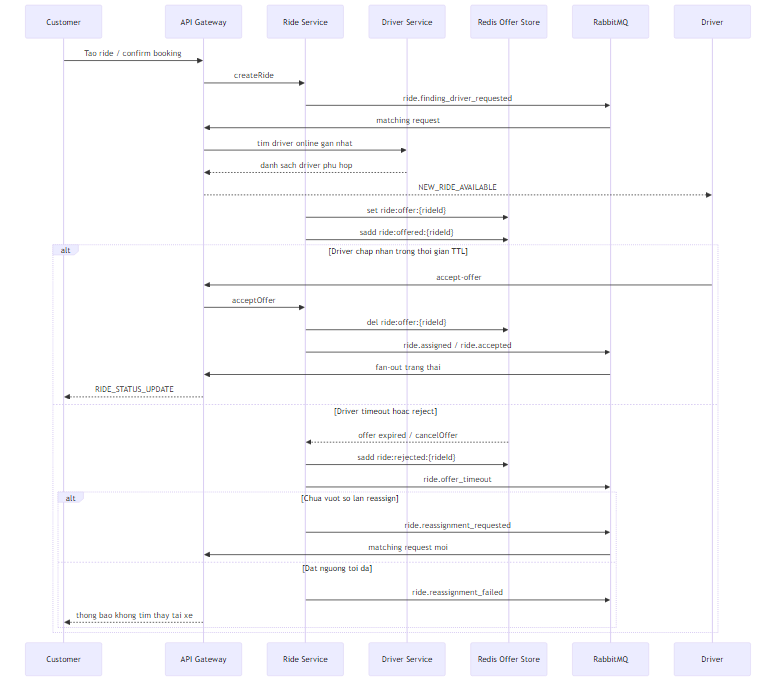 Customer API Gateway Ride Service Driver Service Redis Offer Store RabbitMQ Driver
Tao ride / confirm booking
createRide
ride.finding_driver_requested
matching request
tim driver online gan nhat
danh sach driver phu hop
NEW_RIDE_AVAILABLE
set ride:offer:{rideId}
sadd ride:offered:{rideId}
alt [Driver chap nhan trong thoi gian TTL]
accept-offer
acceptOffer
del ride:offer:{rideId}
ride.assigned / ride.accepted
fan-out trang thai
RIDE_STATUS_UPDATE
[Driver timeout hoac reject]
offer expired / cancelOffer
sadd ride:rejected:{rideId}
ride.offer_timeout
alt [Chua vuot so lan reassign]
ride.reassignment_requested
matching request moi
[Dat nguong toi da]
ride.reassignment_failed
thong bao khong tim thay tai xe
Customer API Gateway Ride Service Driver Service Redis Offer Store RabbitMQ Driver